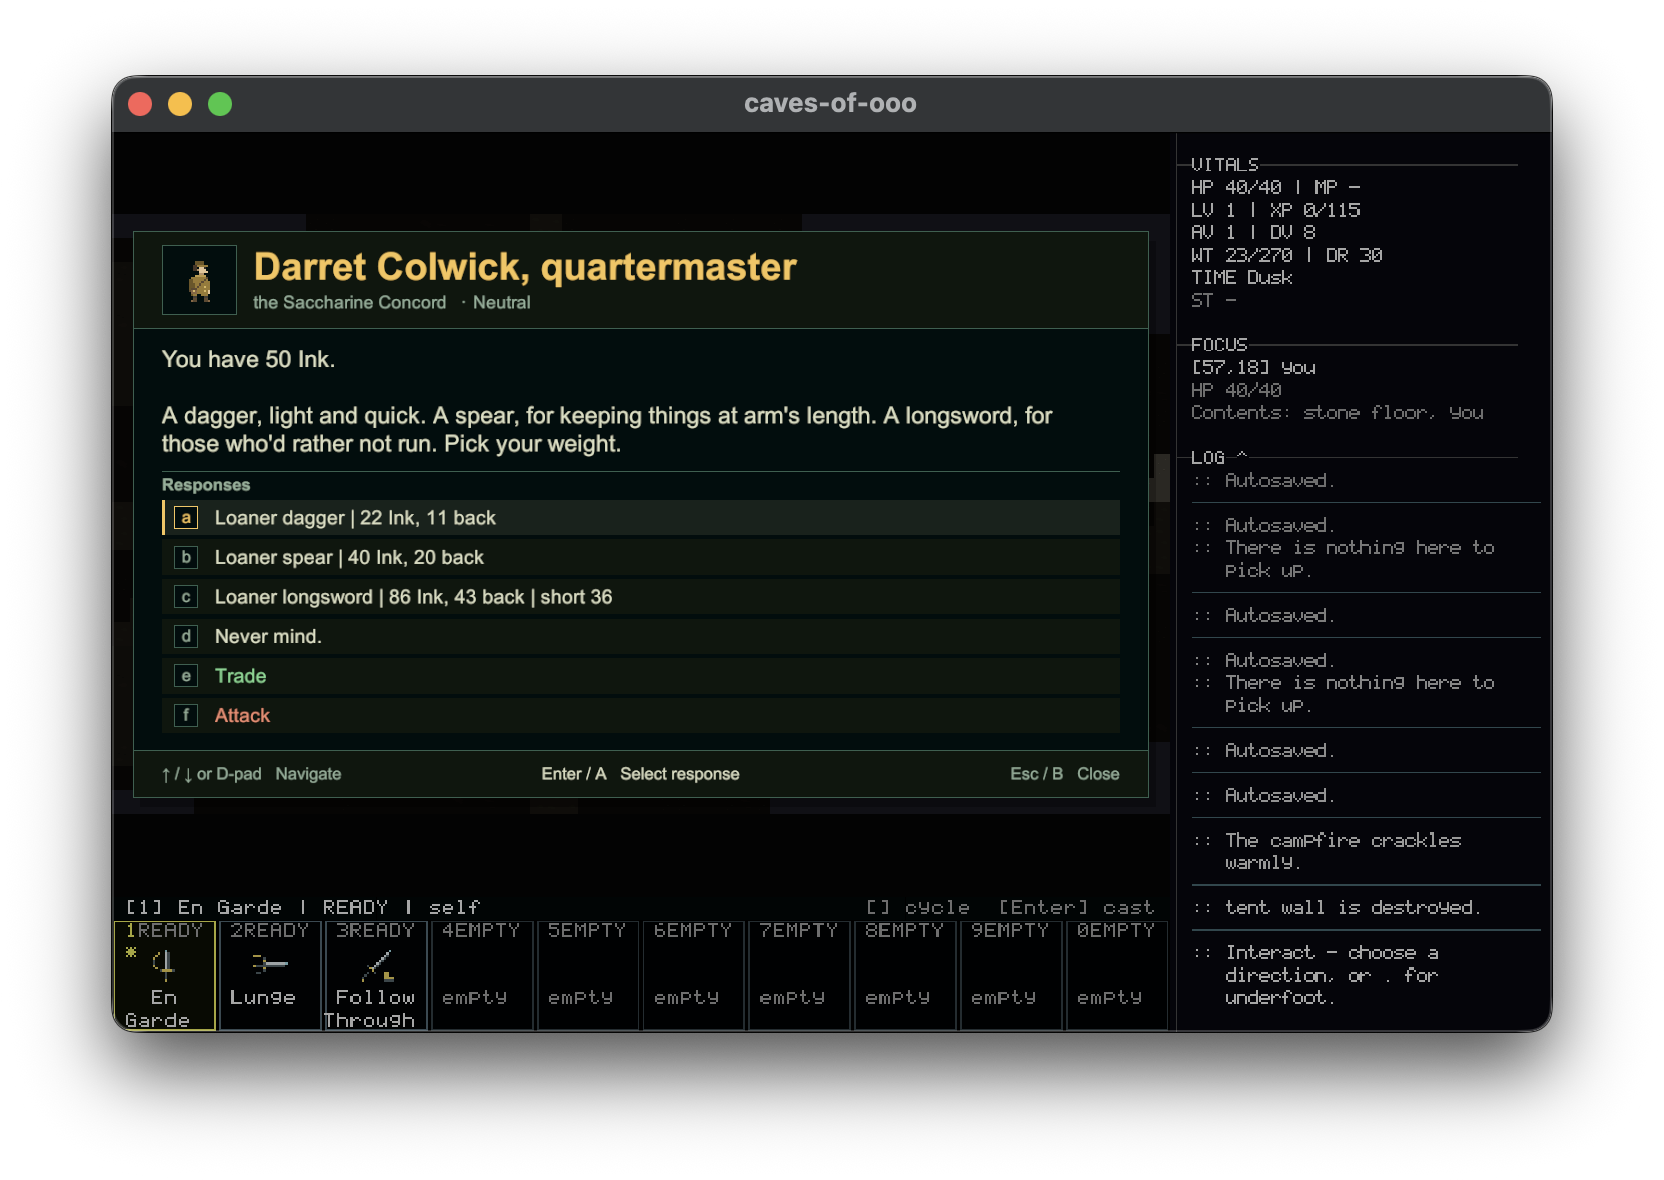 caves-of-ooo
Darret Colwick, quartermaster
the Saccharine Concord · Neutral
You have 50 Ink.
A dagger, light and quick. A spear, for keeping things at arm's length. A longsword, for
those who'd rather not run. Pick your weight.
Responses
a Loaner dagger | 22 Ink, 11 back
b Loaner spear | 40 Ink, 20 back
c Loaner longsword | 86 Ink, 43 back | short 36
d Never mind.
e Trade
f Attack
↑ / ↓ or D-pad Navigate Enter / A Select response Esc / B Close
[1] En Garde | READY | self [] cycle [Enter] cast
1READY 2READY 3READY 4EMPTY 5EMPTY 6EMPTY 7EMPTY 8EMPTY 9EMPTY 0EMPTY
En Lunge Follow empty empty empty empty empty empty empty
Garde Through
VITALS
HP 40/40 | MP -
LV 1 | XP 0/115
AV 1 | DV 8
WT 23/270 | DR 30
TIME Dusk
ST -
FOCUS
[57,18] you
HP 40/40
Contents: stone floor, you
LOG ^
:: Autosaved.
:: Autosaved.
:: There is nothing here to
pick up.
:: Autosaved.
:: Autosaved.
:: There is nothing here to
pick up.
:: Autosaved.
:: Autosaved.
:: The campfire crackles
warmly.
:: tent wall is destroyed.
:: Interact - choose a
direction, or . for
underfoot.